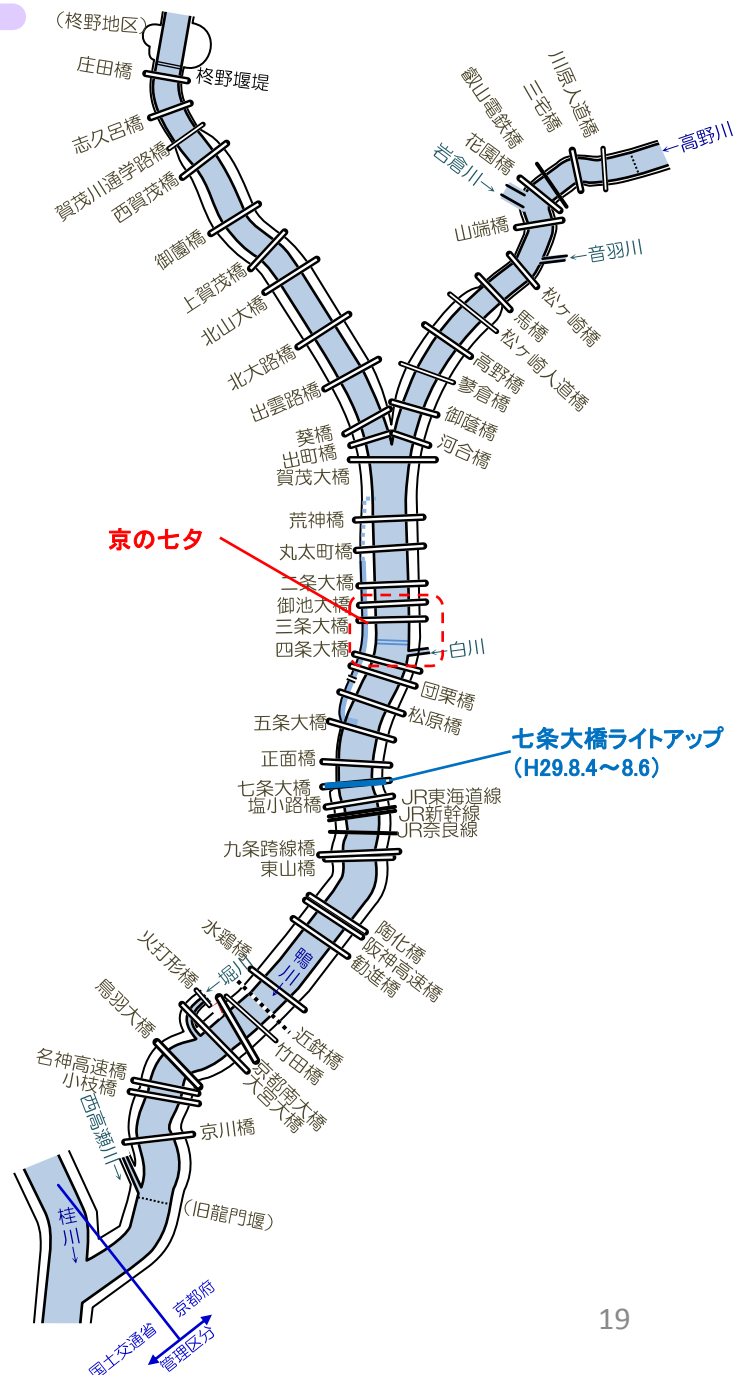 （柊野地区）
庄田橋
柊野堰堤
志久呂橋
賀茂川通学路橋
西賀茂橋
御薗橋
上賀茂橋
北山大橋
北大路橋
出雲路橋
葵橋
出町橋
賀茂大橋
川原人道橋
三宅橋
叡山電鉄橋
花園橋
岩倉川→
←高野川
山端橋
←音羽川
松ヶ崎橋
馬橋
松ヶ崎人道橋
高野橋
蓼倉橋
御蔭橋
河合橋
荒神橋
丸太町橋
二条大橋
御池大橋
三条大橋
四条大橋
京の七夕
←白川
団栗橋
松原橋
五条大橋
正面橋
七条大橋
塩小路橋
七条大橋ライトアップ
（H29.8.4～8.6）
JR東海道線
JR新幹線
JR奈良線
九条跨線橋
東山橋
陶化橋
阪神高速橋
勧進橋
水鶏橋
鴨川→
火打形橋
←堀川
近鉄橋
竹田橋
京都南大橋
大宮大橋
鳥羽大橋
名神高速橋
小枝橋
京川橋
西高瀬川→
（旧龍門堰）
桂川→
京都府
国土交通省
管理区分
19